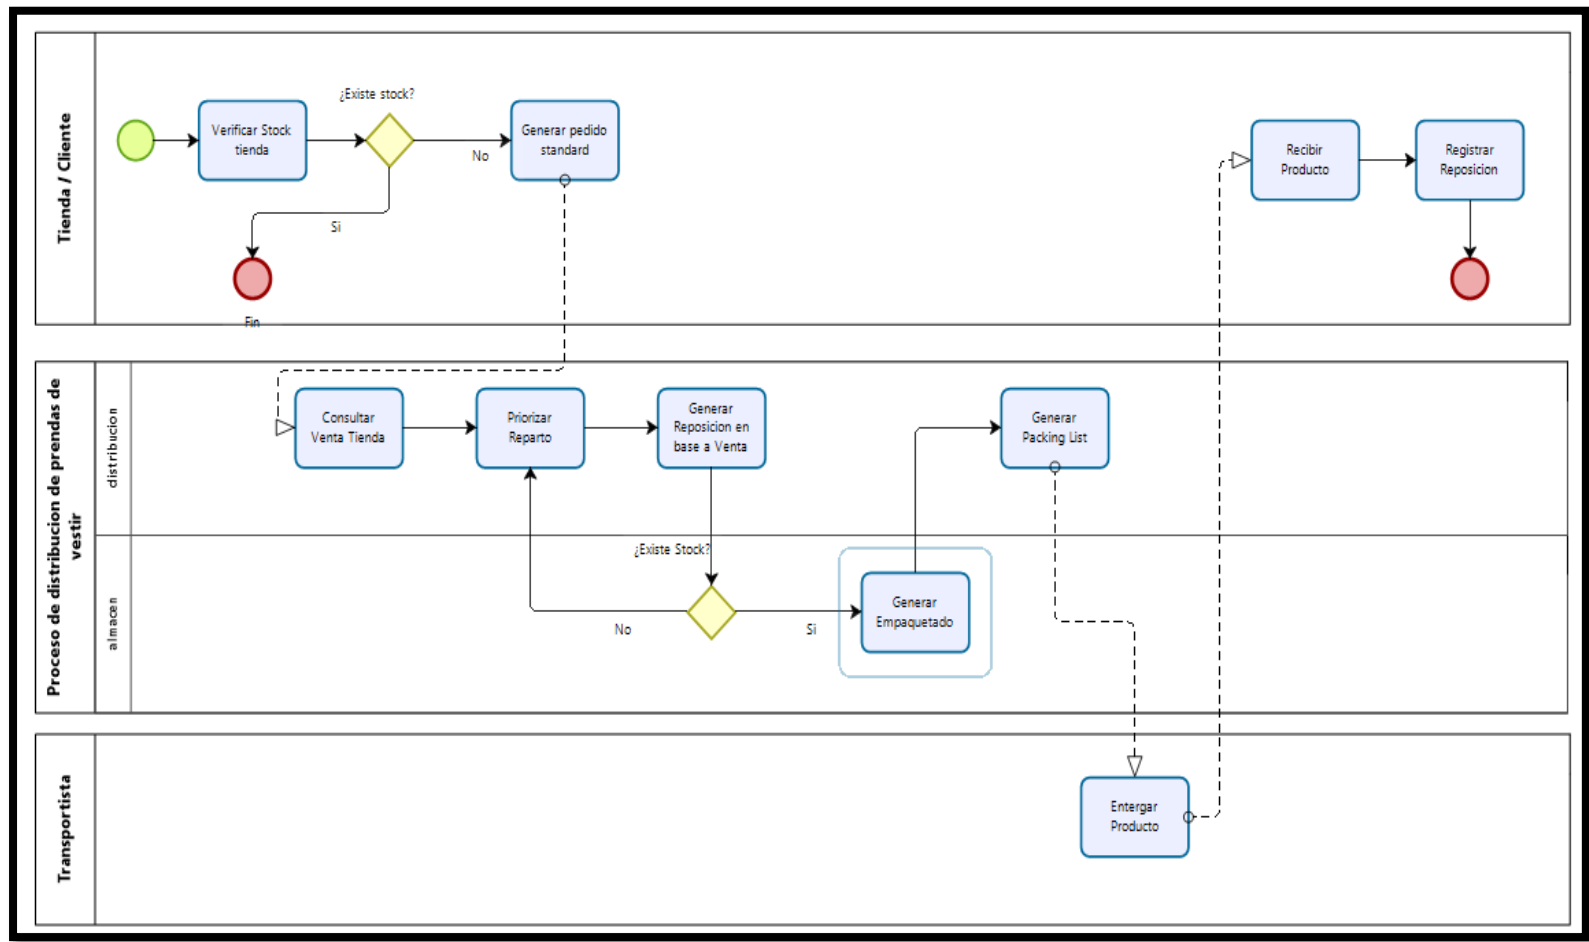 Tienda / Cliente
¿Existe stock?
Verificar Stock
tienda
No
Generar pedido
standard
Si
Fin
Recibir
Producto
Registrar
Reposicion
Proceso de distribucion de prendas de
vestir
distribucion
Consultar
Venta Tienda
Priorizar
Reparto
Generar
Reposicion en
base a Venta
Generar
Packing List
almacen
¿Existe Stock?
No
Si
Generar
Empaquetado
Transportista
Entergar
Producto